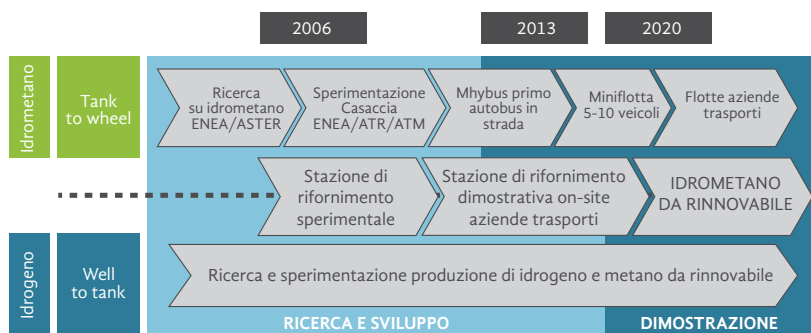 2006
2013
2020
Idrometano
Tank
to wheel
Ricerca
su idrometano
ENEA/ASTER
Sperimentazione
Casaccia
ENEA/ATR/ATM
Mhybus primo
autobus in
strada
Miniflotta
5-10 veicoli
Flotte aziende
trasporti
Stazione di
rifornimento
sperimentale
Stazione di rifornimento
dimostrativa on-site
aziende trasporti
IDROMETANO
DA RINNOVABILE
Idrogeno
Well
to tank
Ricerca e sperimentazione produzione di idrogeno e metano da rinnovabile
RICERCA E SVILUPPO
DIMOSTRAZIONE